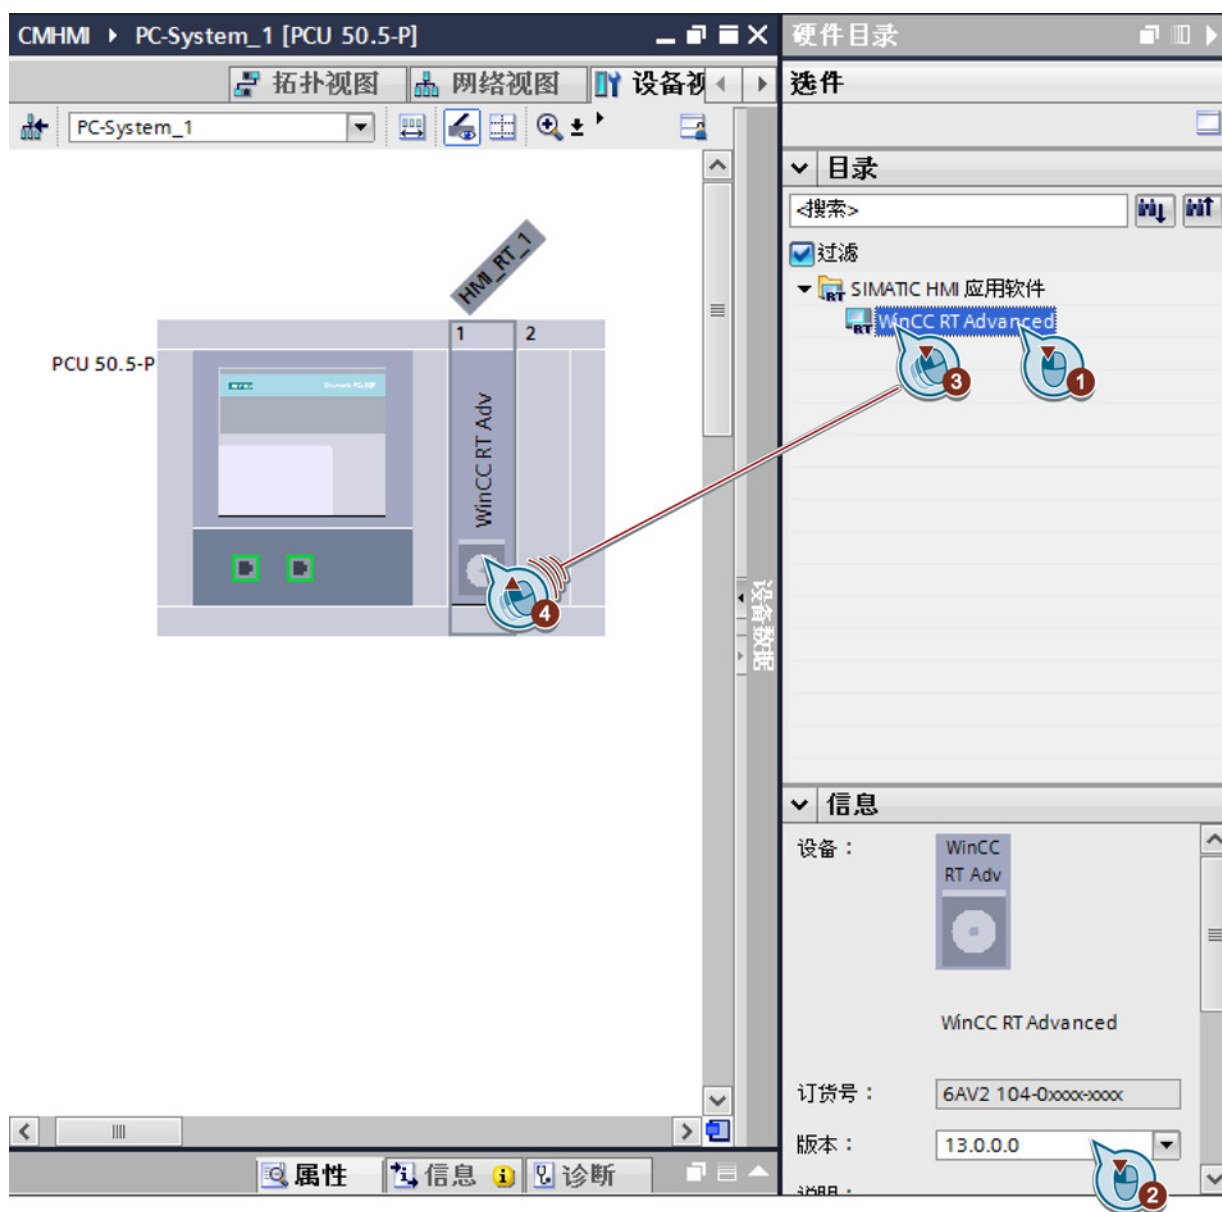 CMHMI ▸ PC-System_1 [PCU 50.5-P]
拓扑视图
网络视图
设备视
PC-System_1
HMI_RT_1
1
2
PCU 50.5-P
WinCC RT Adv
4
设备数据
属性
信息
诊断
硬件目录
选件
目录
<搜索>
过滤
SIMATIC HMI 应用软件
WinCC RT Advanced
3
1
信息
设备：
WinCC
RT Adv
WinCC RT Advanced
订货号：
6AV2 104-0xxxx-xxxx
版本：
13.0.0.0
2